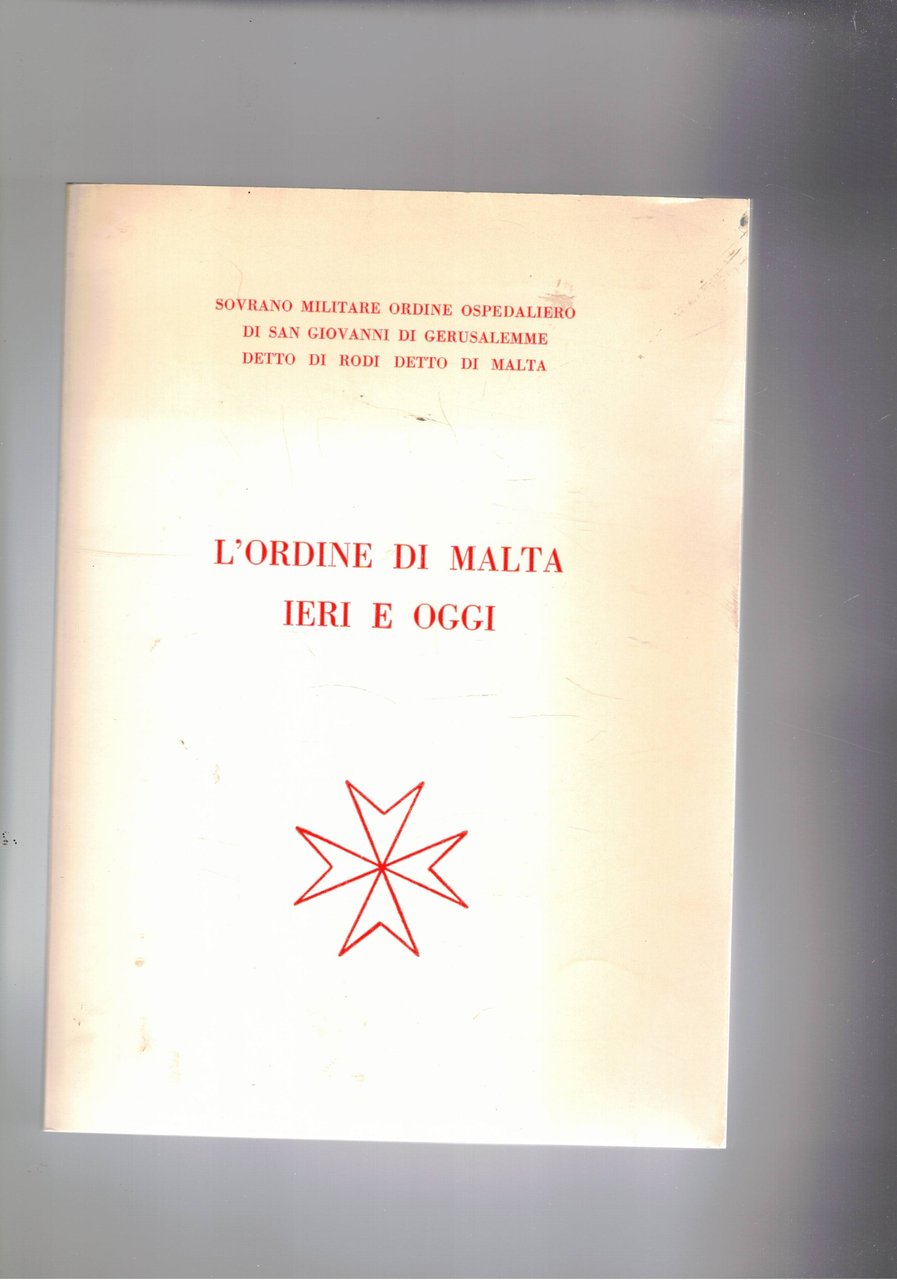 SOVRANO MILITARE ORDINE OSPEDALIERO
DI SAN GIOVANNI DI GERUSALEMME
DETTO DI RODI DETTO DI MALTA
L'ORDINE DI MALTA
IERI E OGGI